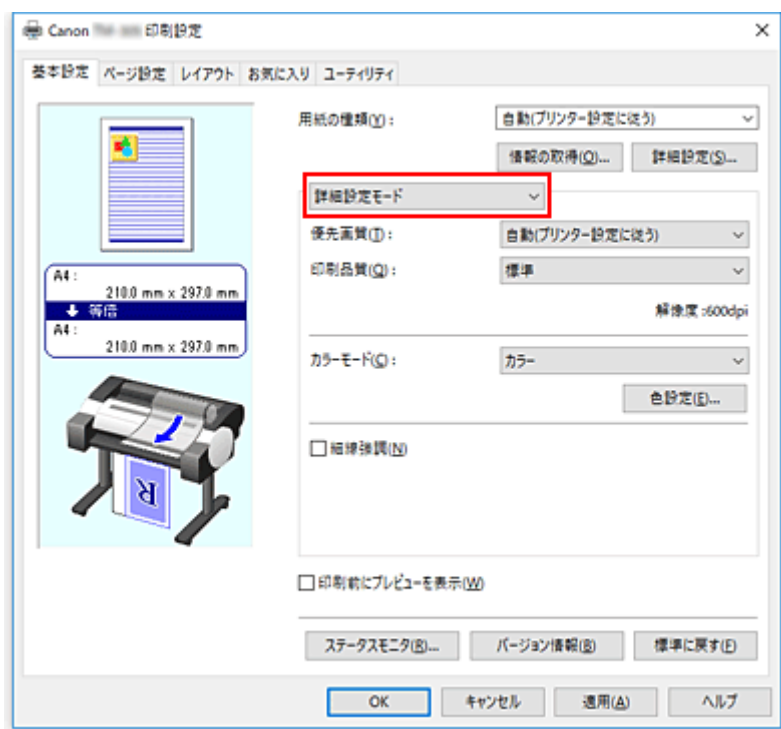 Canon 印刷設定
基本設定 ページ設定 レイアウト お気に入り ユーティリティ
用紙の種類(Y): 自動(プリンター設定に従う)
情報の取得(O)... 詳細設定(S)...
詳細設定モード
優先画質(T): 自動(プリンター設定に従う)
印刷品質(Q): 標準
解像度:600dpi
カラーモード(C): カラー
色設定(E)...
細線強調(N)
A4:
210.0 mm x 297.0 mm
等倍
A4:
210.0 mm x 297.0 mm
R
印刷前にプレビューを表示(W)
ステータスモニタ(R)... バージョン情報(B) 標準に戻す(F)
OK キャンセル 適用(A) ヘルプ